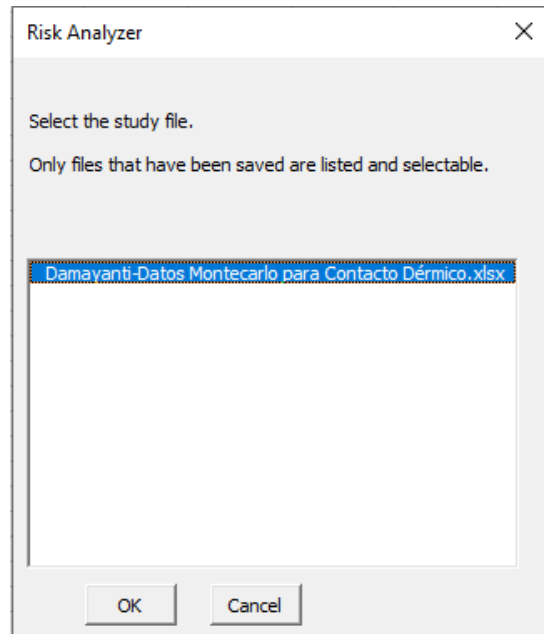 Risk Analyzer
Select the study file.
Only files that have been saved are listed and selectable.
Damayanti-Datos Montecarlo para Contacto Dérmico.xlsx
OK
Cancel